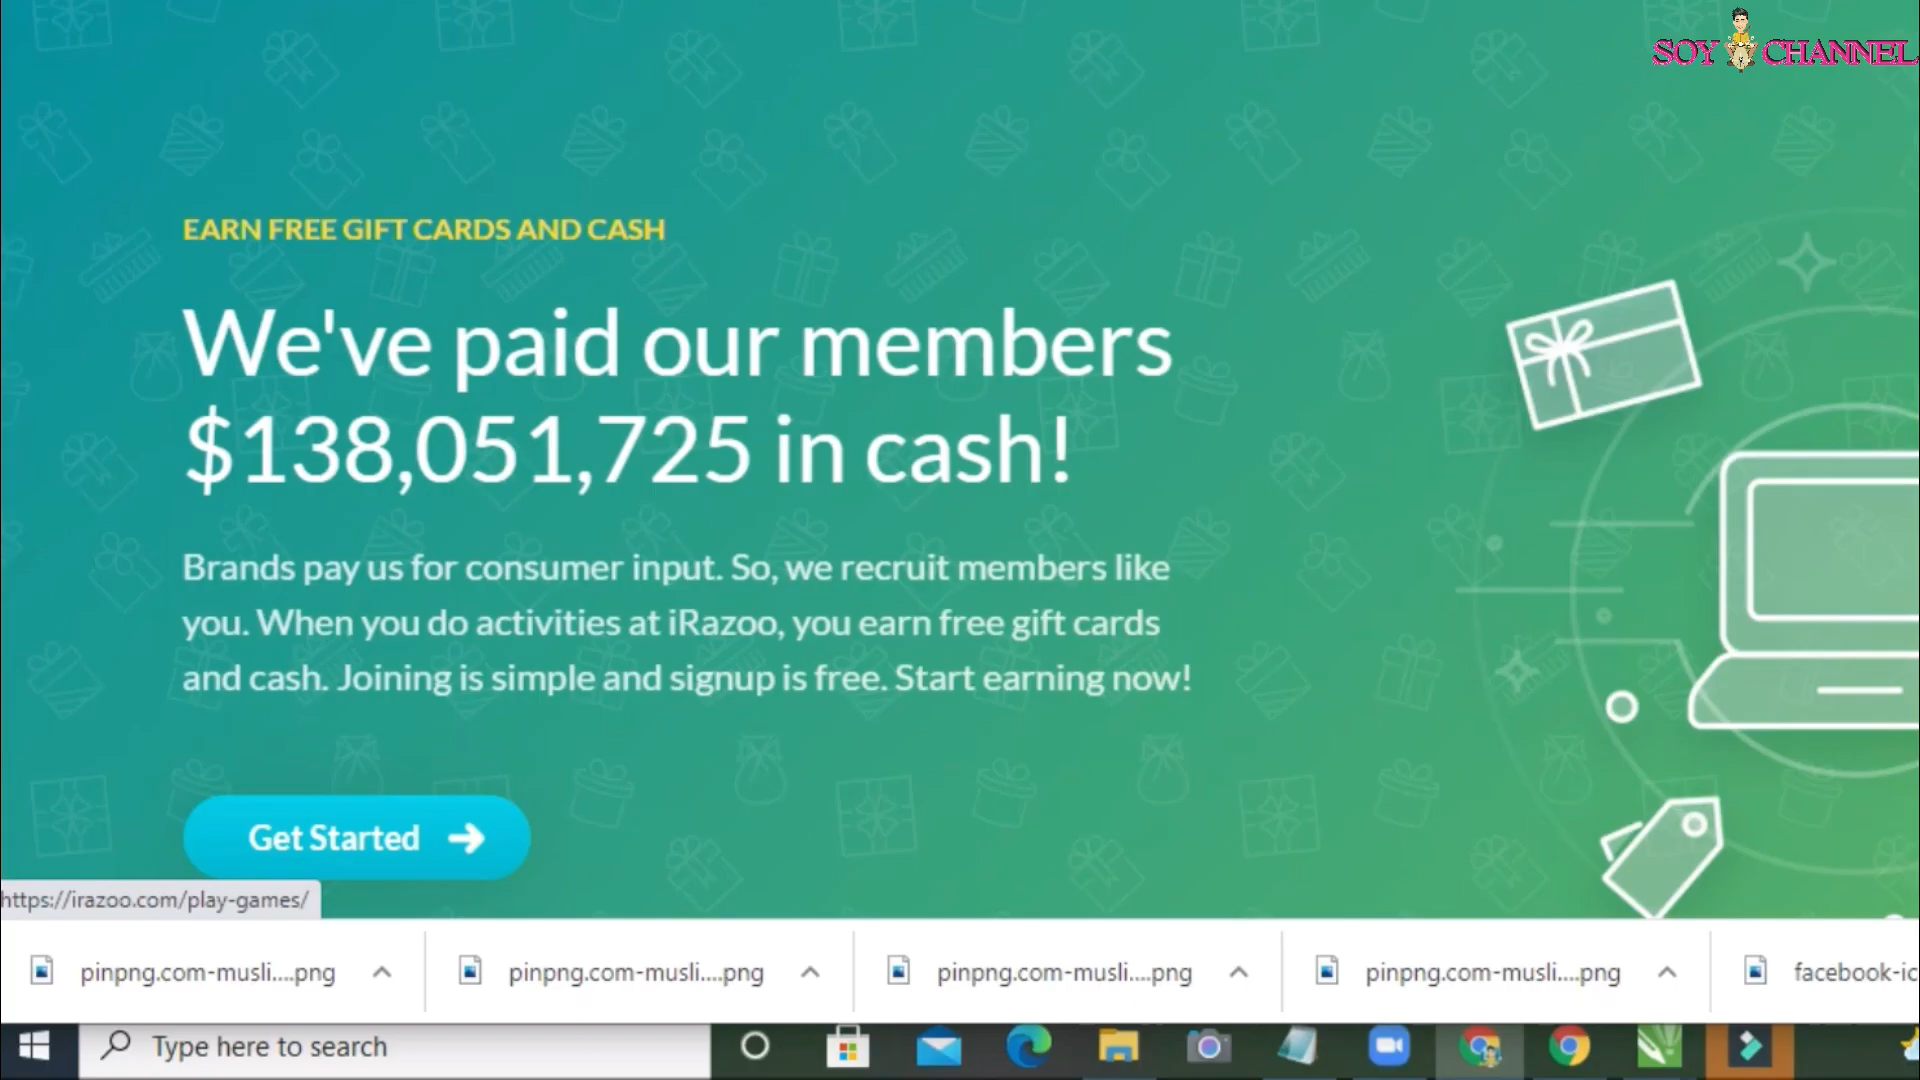 SOY CHANNEL
EARN FREE GIFT CARDS AND CASH
We've paid our members
$138,051,725 in cash!
Brands pay us for consumer input. So, we recruit members like
you. When you do activities at iRazoo, you earn free gift cards
and cash. Joining is simple and signup is free. Start earning now!
Get Started
https://irazoo.com/play-games/
pinpng.com-musli....png
pinpng.com-musli....png
pinpng.com-musli....png
pinpng.com-musli....png
facebook-ic
Type here to search